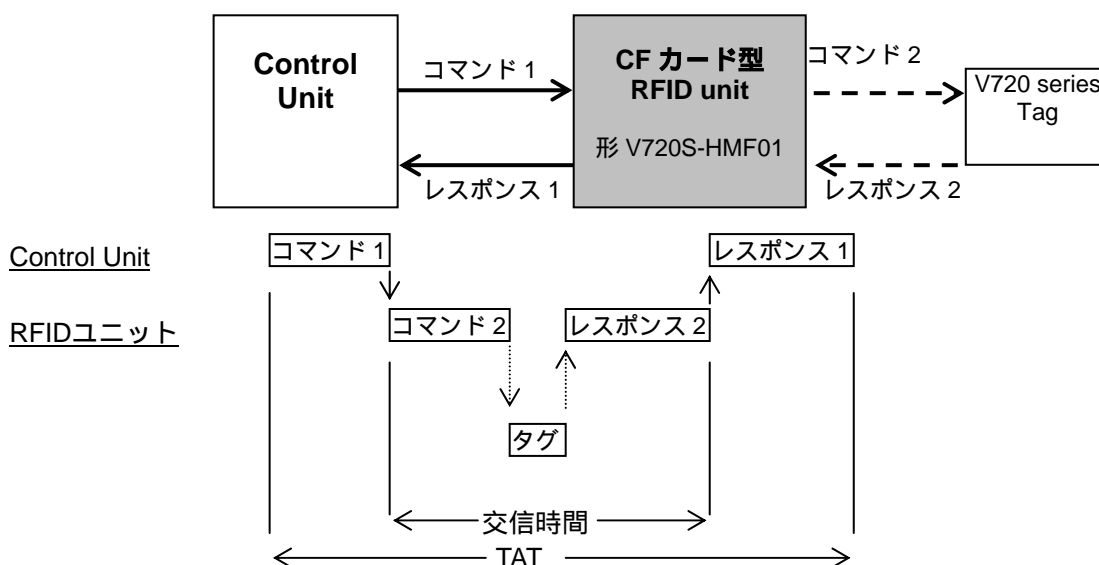 Control
Unit
コマンド 1
レスポンス 1
CF カード型
RFID unit
形 V720S-HMF01
コマンド 2
レスポンス 2
V720 series
Tag
Control Unit
コマンド 1
レスポンス 1
RFIDユニット
コマンド 2
レスポンス 2
タグ
交信時間
TAT